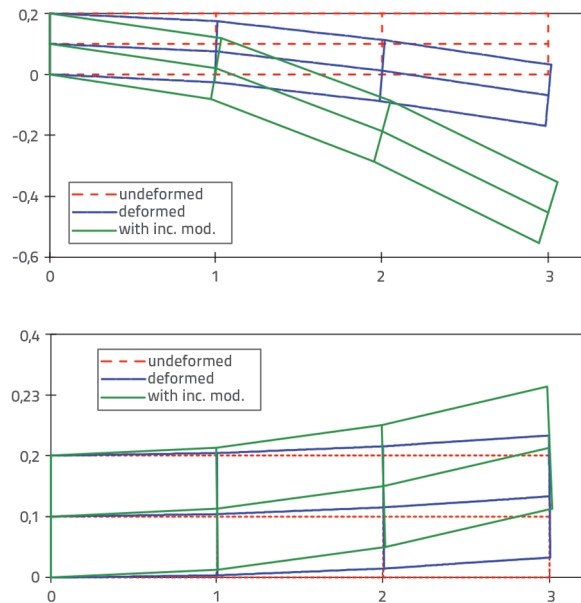 0,2
0
-0,2
-0,4
-0,6
undeformed
deformed
with inc. mod.
0 1 2 3
0,4
0,23
0,2
0,1
0
undeformed
deformed
with inc. mod.
0 1 2 3